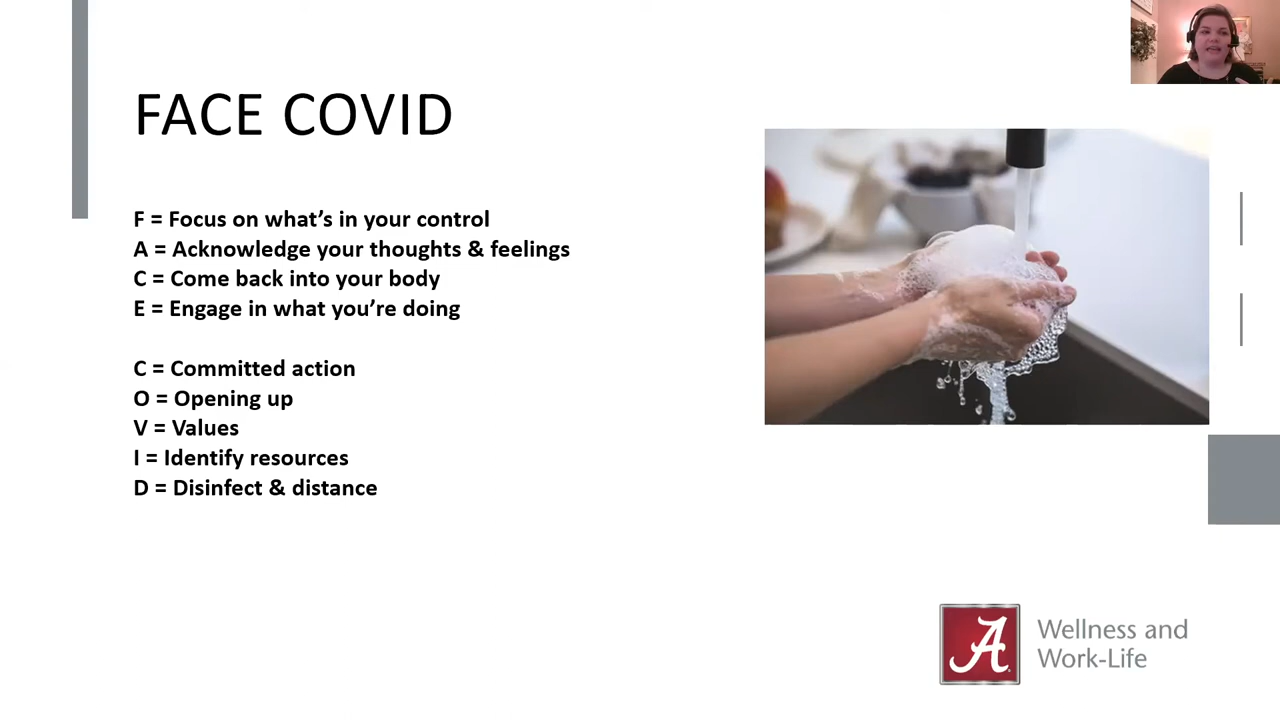 FACE COVID
F = Focus on what’s in your control
A = Acknowledge your thoughts & feelings
C = Come back into your body
E = Engage in what you’re doing
C = Committed action
O = Opening up
V = Values
I = Identify resources
D = Disinfect & distance
A
Wellness and
Work-Life